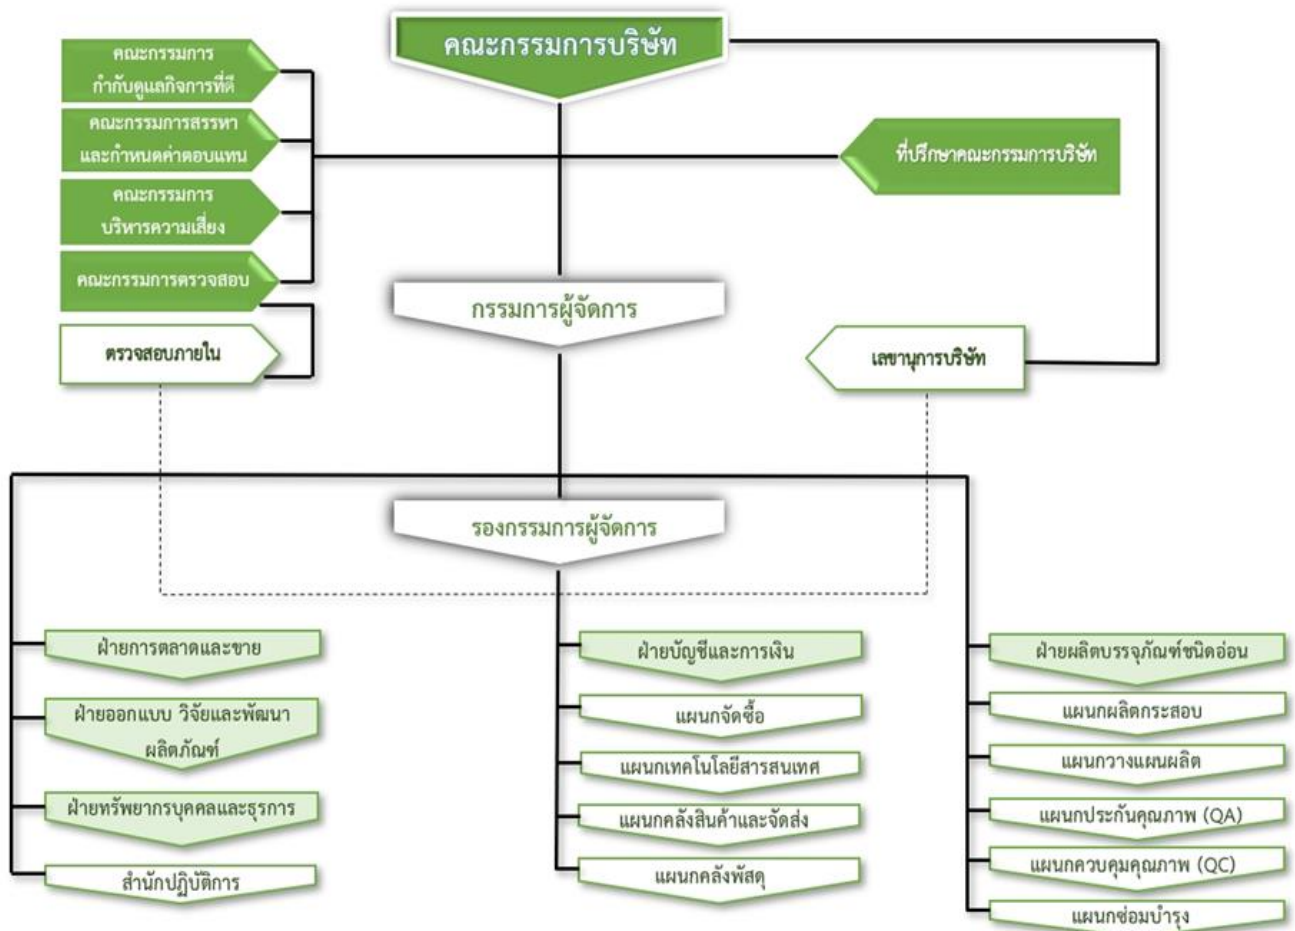 คณะกรรมการบริษัท
คณะกรรมการ
กำกับดูแลกิจการที่ดี
คณะกรรมการสรรหา
และกำหนดค่าตอบแทน
ที่ปรึกษาคณะกรรมการบริษัท
คณะกรรมการ
บริหารความเสี่ยง
คณะกรรมการตรวจสอบ
กรรมการผู้จัดการ
ตรวจสอบภายใน
เลขานุการบริษัท
รองกรรมการผู้จัดการ
ฝ่ายการตลาดและขาย
ฝ่ายออกแบบ วิจัยและพัฒนา
ผลิตภัณฑ์
ฝ่ายทรัพยากรบุคคลและธุรการ
สำนักปฏิบัติการ
ฝ่ายบัญชีและการเงิน
แผนกจัดซื้อ
แผนกเทคโนโลยีสารสนเทศ
แผนกคลังสินค้าและจัดส่ง
แผนกคลังพัสดุ
ฝ่ายผลิตบรรจุภัณฑ์ชนิดอ่อน
แผนกผลิตกระสอบ
แผนกวางแผนผลิต
แผนกประกันคุณภาพ (QA)
แผนกควบคุมคุณภาพ (QC)
แผนกซ่อมบำรุง